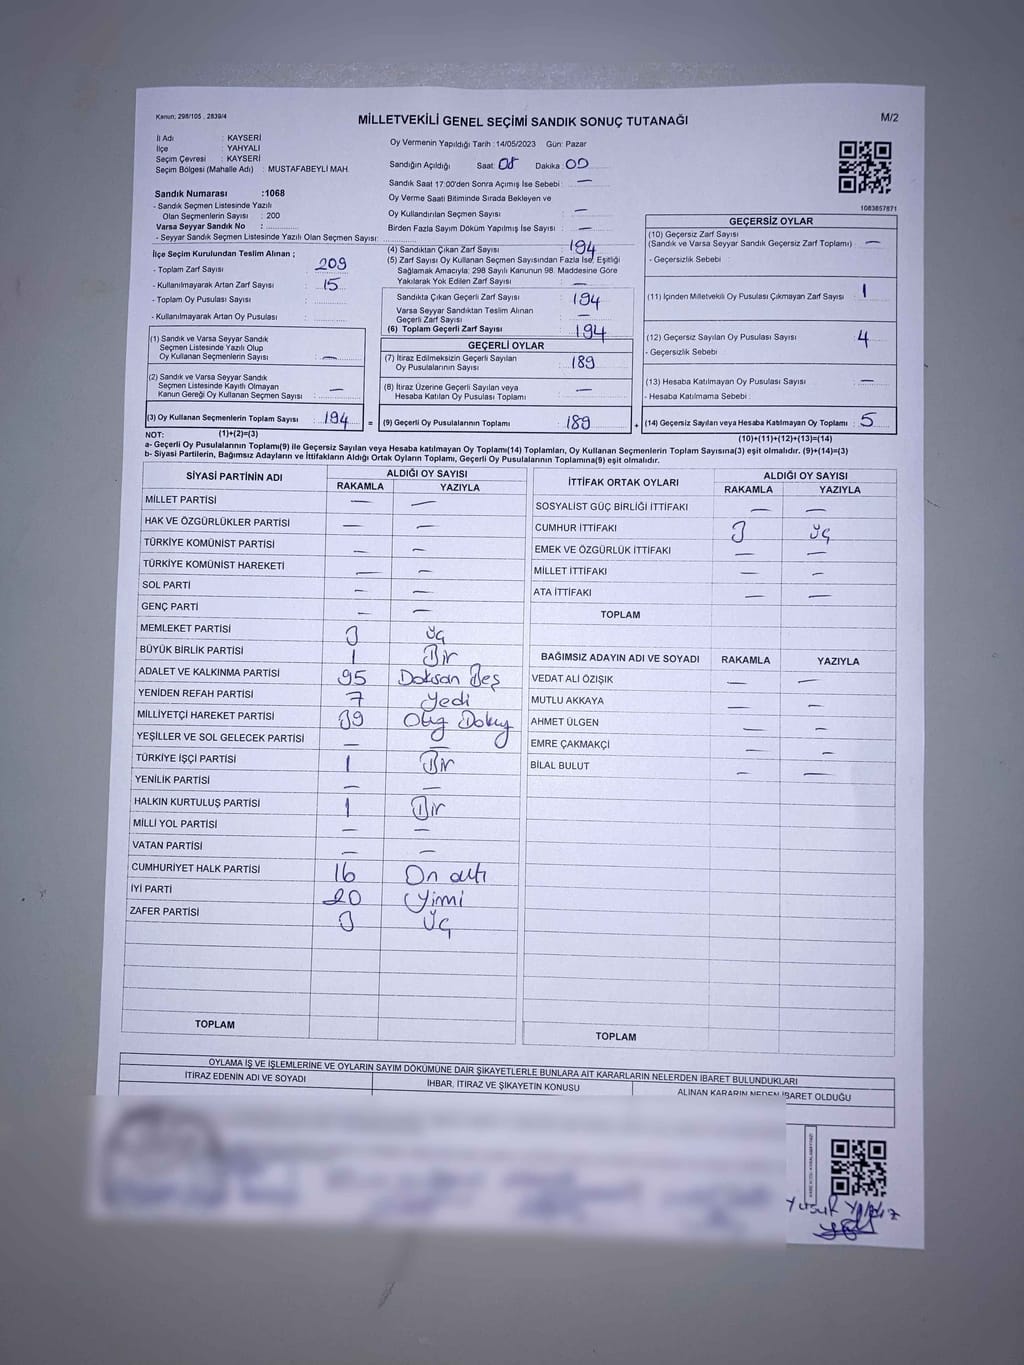 Kanun; 298/105 , 2839/4
MİLLETVEKİLİ GENEL SEÇİMİ SANDIK SONUÇ TUTANAĞI
M/2
İl Adı : KAYSERİ
İlçe : YAHYALI
Seçim Çevresi : KAYSERİ
Seçim Bölgesi (Mahalle Adı) : MUSTAFABEYLİ MAH
Sandık Numarası :1068
- Sandık Seçmen Listesinde Yazılı
Olan Seçmenlerin Sayısı : 200
Varsa Seyyar Sandık No :
- Seyyar Sandık Seçmen Listesinde Yazılı Olan Seçmen Sayısı:
İlçe Seçim Kurulundan Teslim Alınan ;
- Toplam Zarf Sayısı : 209
- Kullanılmayarak Artan Zarf Sayısı : 15
- Toplam Oy Pusulası Sayısı :
- Kullanılmayarak Artan Oy Pusulası :
(1) Sandık ve Varsa Seyyar Sandık
Seçmen Listesinde Yazılı Olup
Oy Kullanan Seçmenlerin Sayısı : —
(2) Sandık ve Varsa Seyyar Sandık
Seçmen Listesinde Kayıtlı Olmayan
Kanun Gereği Oy Kullanan Seçmen Sayısı : —
(3) Oy Kullanan Seçmenlerin Toplam Sayısı : 194 =
Oy Vermenin Yapıldığı Tarih :14/05/2023 Gün: Pazar
Sandığın Açıldığı Saat: 08 Dakika: 00
Sandık Saat 17:00'den Sonra Açımış İse Sebebi : —
Oy Verme Saati Bitiminde Sırada Bekleyen ve
Oy Kullandırılan Seçmen Sayısı : —
Birden Fazla Sayım Döküm Yapılmış İse Sayısı : —
(4) Sandıktan Çıkan Zarf Sayısı : 194
(5) Zarf Sayısı Oy Kullanan Seçmen Sayısından Fazla İse, Eşitliği
Sağlamak Amacıyla; 298 Sayılı Kanunun 98. Maddesine Göre
Yakılarak Yok Edilen Zarf Sayısı : —
Sandıkta Çıkan Geçerli Zarf Sayısı : 194
Varsa Seyyar Sandıktan Teslim Alınan
Geçerli Zarf Sayısı : —
(6) Toplam Geçerli Zarf Sayısı : 194
GEÇERLİ OYLAR
(7) İtiraz Edilmeksizin Geçerli Sayılan
Oy Pusulalarının Sayısı : 189
(8) İtiraz Üzerine Geçerli Sayılan veya
Hesaba Katılan Oy Pusulası Toplamı : —
(9) Geçerli Oy Pusulalarının Toplamı : 189 +
1083857871
GEÇERSİZ OYLAR
(10) Geçersiz Zarf Sayısı
(Sandık ve Varsa Seyyar Sandık Geçersiz Zarf Toplamı) : —
- Geçersizlik Sebebi :
(11) İçinden Milletvekili Oy Pusulası Çıkmayan Zarf Sayısı : 1
(12) Geçersiz Sayılan Oy Pusulası Sayısı : 4
- Geçersizlik Sebebi :
(13) Hesaba Katılmayan Oy Pusulası Sayısı : —
- Hesaba Katılmama Sebebi :
(14) Geçersiz Sayılan veya Hesaba Katılmayan Oy Toplamı : 5
NOT: (1)+(2)=(3)
(10)+(11)+(12)+(13)=(14)
a- Geçerli Oy Pusulalarının Toplamı(9) ile Geçersiz Sayılan veya Hesaba katılmayan Oy Toplamı(14) Toplamları, Oy Kullanan Seçmenlerin Toplam Sayısına(3) eşit olmalıdır. (9)+(14)=(3)
b- Siyasi Partilerin, Bağımsız Adayların ve İttifakların Aldığı Ortak Oyların Toplamı, Geçerli Oy Pusulalarının Toplamına(9) eşit olmalıdır.
SİYASİ PARTİNİN ADI ALDIĞI OY SAYISI
RAKAMLA YAZIYLA
MİLLET PARTİSİ — —
HAK VE ÖZGÜRLÜKLER PARTİSİ — —
TÜRKİYE KOMÜNİST PARTİSİ — —
TÜRKİYE KOMÜNİST HAREKETİ — —
SOL PARTİ — —
GENÇ PARTİ — —
MEMLEKET PARTİSİ 3 Üç
BÜYÜK BİRLİK PARTİSİ 1 Bir
ADALET VE KALKINMA PARTİSİ 95 Doksan Beş
YENİDEN REFAH PARTİSİ 7 Yedi
MİLLİYETÇİ HAREKET PARTİSİ 39 Otuz Dokuz
YEŞİLLER VE SOL GELECEK PARTİSİ — —
TÜRKİYE İŞÇİ PARTİSİ 1 Bir
YENİLİK PARTİSİ — —
HALKIN KURTULUŞ PARTİSİ 1 Bir
MİLLİ YOL PARTİSİ — —
VATAN PARTİSİ — —
CUMHURİYET HALK PARTİSİ 16 On altı
İYİ PARTİ 20 Yirmi
ZAFER PARTİSİ 3 Üç
TOPLAM
İTTİFAK ORTAK OYLARI ALDIĞI OY SAYISI
RAKAMLA YAZIYLA
SOSYALİST GÜÇ BİRLİĞİ İTTİFAKI — —
CUMHUR İTTİFAKI 3 Üç
EMEK VE ÖZGÜRLÜK İTTİFAKI — —
MİLLET İTTİFAKI — —
ATA İTTİFAKI — —
TOPLAM
BAĞIMSIZ ADAYIN ADI VE SOYADI RAKAMLA YAZIYLA
VEDAT ALİ ÖZIŞIK — —
MUTLU AKKAYA — —
AHMET ÜLGEN — —
EMRE ÇAKMAKÇİ — —
BİLAL BULUT — —
TOPLAM
OYLAMA İŞ VE İŞLEMLERİNE VE OYLARIN SAYIM DÖKÜMÜNE DAİR ŞİKAYETLERLE BUNLARA AİT KARARLARIN NELERDEN İBARET BULUNDUKLARI
İTİRAZ EDENİN ADI VE SOYADI İHBAR, İTİRAZ VE ŞİKAYETİN KONUSU ALINAN KARARIN NEDEN İBARET OLDUĞU
Yusuf Yıldız